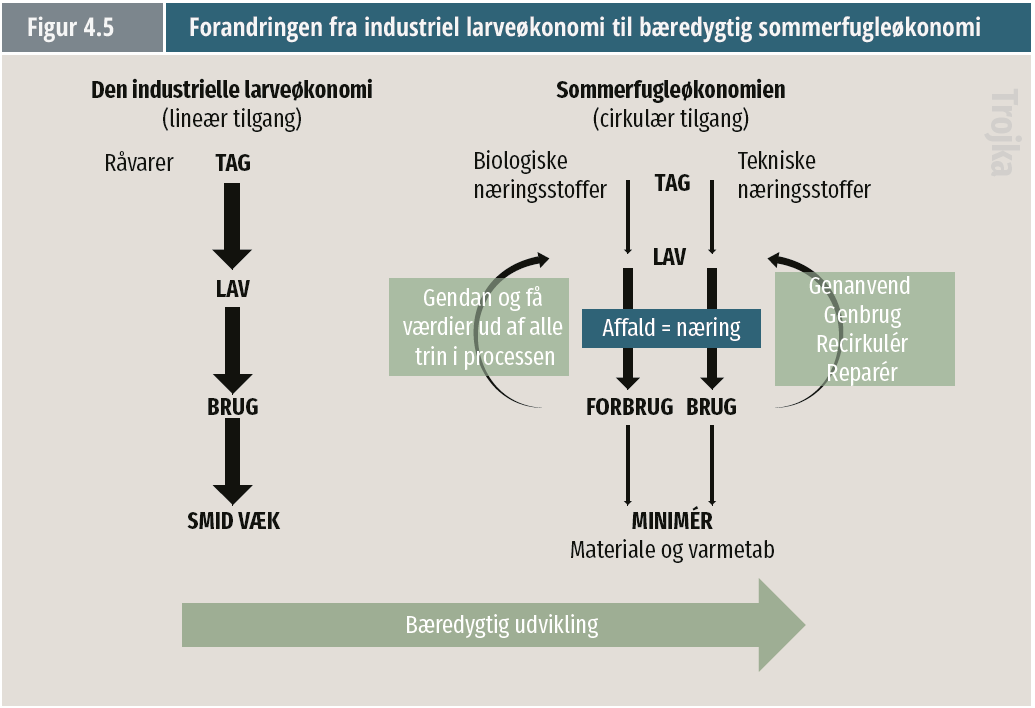 Figur 4.5
Forandringen fra industriel larveøkonomi til bæredygtig sommerfugleøkonomi
Den industrielle larveøkonomi
(lineær tilgang)
Råvarer
TAG
LAV
BRUG
SMID VÆK
Sommerfugleøkonomien
(cirkulær tilgang)
Biologiske
næringsstoffer
TAG
Tekniske
næringsstoffer
LAV
Gendan og få
værdier ud af alle
trin i processen
Affald = næring
Genanvend
Genbrug
Recirkulér
Reparér
FORBRUG
BRUG
MINIMÉR
Materiale og varmetab
Bæredygtig udvikling
Trojka